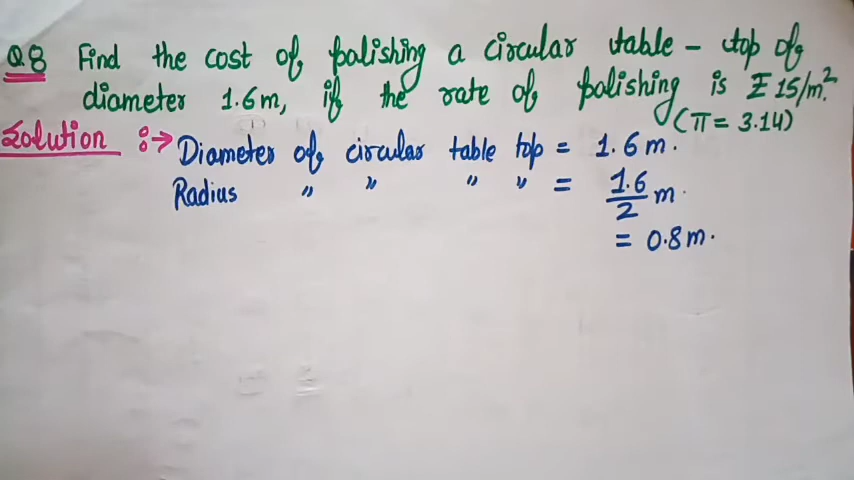 Q8 Find the cost of polishing a circular table - top of
diameter 1.6m, if the rate of polishing is ₹15/m².
(π = 3.14)
Solution :→ Diameter of circular table top = 1.6 m.
Radius " " " " = 1.6/2 m.
= 0.8 m.